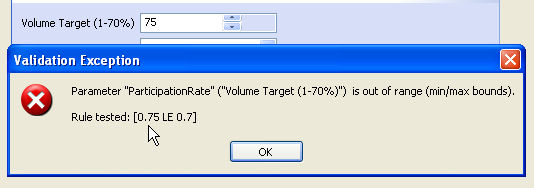 Volume Target (1-70%) 75
Validation Exception
Parameter "ParticipationRate" ("Volume Target (1-70%)") is out of range (min/max bounds).
Rule tested: [0.75 LE 0.7]
OK